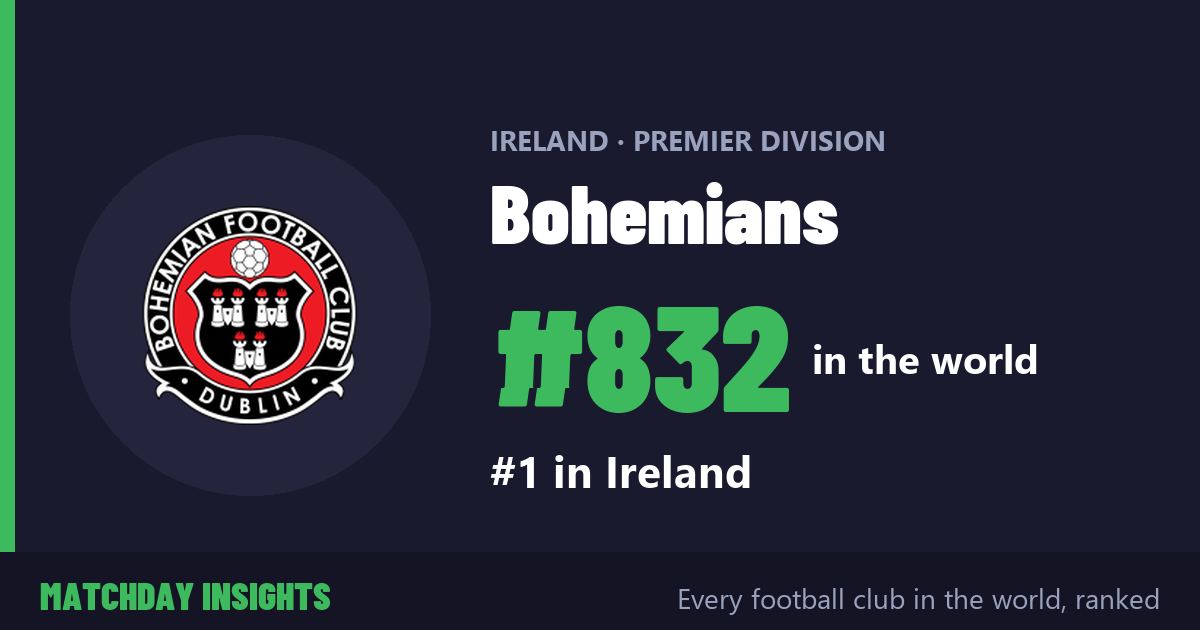 IRELAND · PREMIER DIVISION
Bohemians
BOHEMIAN FOOTBALL CLUB
· DUBLIN ·
#832 in the world
#1 in Ireland
MATCHDAY INSIGHTS
Every football club in the world, ranked